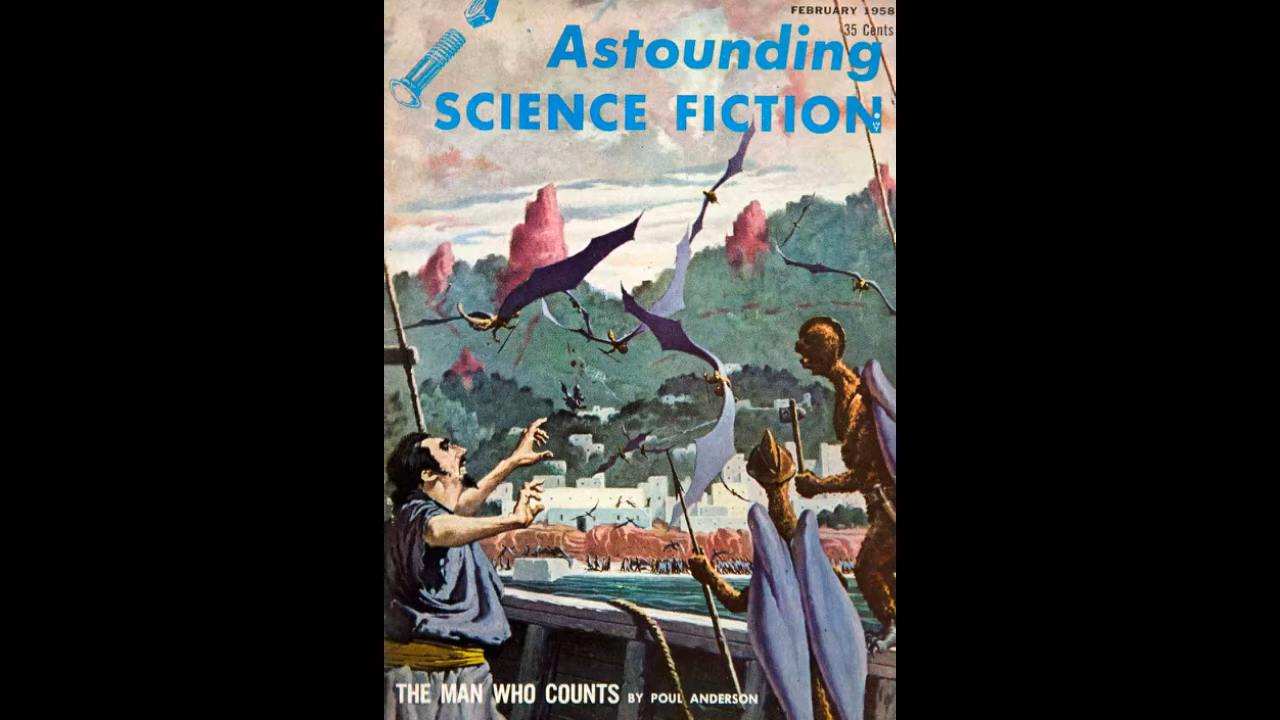 FEBRUARY 1958
35 Cents
Astounding
SCIENCE FICTION
THE MAN WHO COUNTS BY POUL ANDERSON